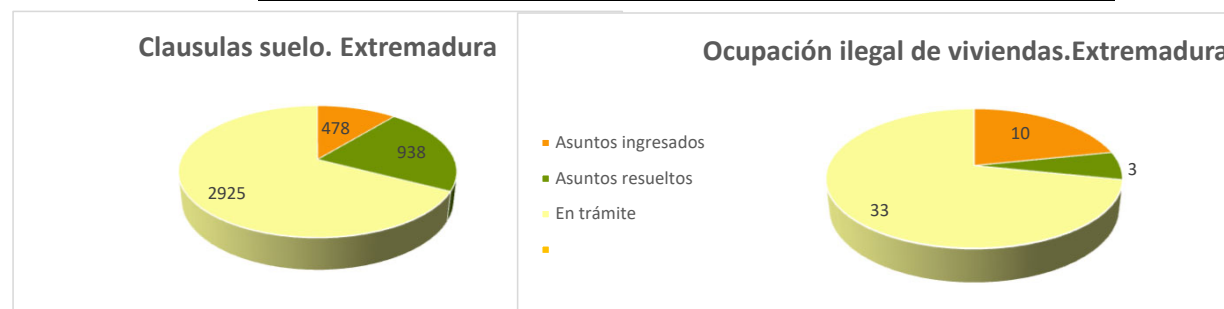 Clausulas suelo. Extremadura
478
938
2925
Asuntos ingresados
Asuntos resueltos
En trámite
Ocupación ilegal de viviendas.Extremadura
10
3
33